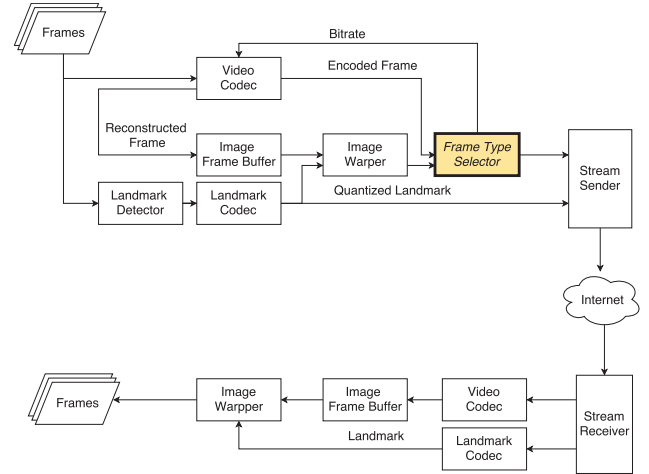 Frames
Bitrate
Video
Codec
Encoded Frame
Reconstructed
Frame
Image
Frame Buffer
Image
Warper
Frame Type
Selector
Stream
Sender
Landmark
Detector
Landmark
Codec
Quantized Landmark
Internet
Frames
Image
Warpper
Image
Frame Buffer
Video
Codec
Stream
Receiver
Landmark
Landmark
Codec